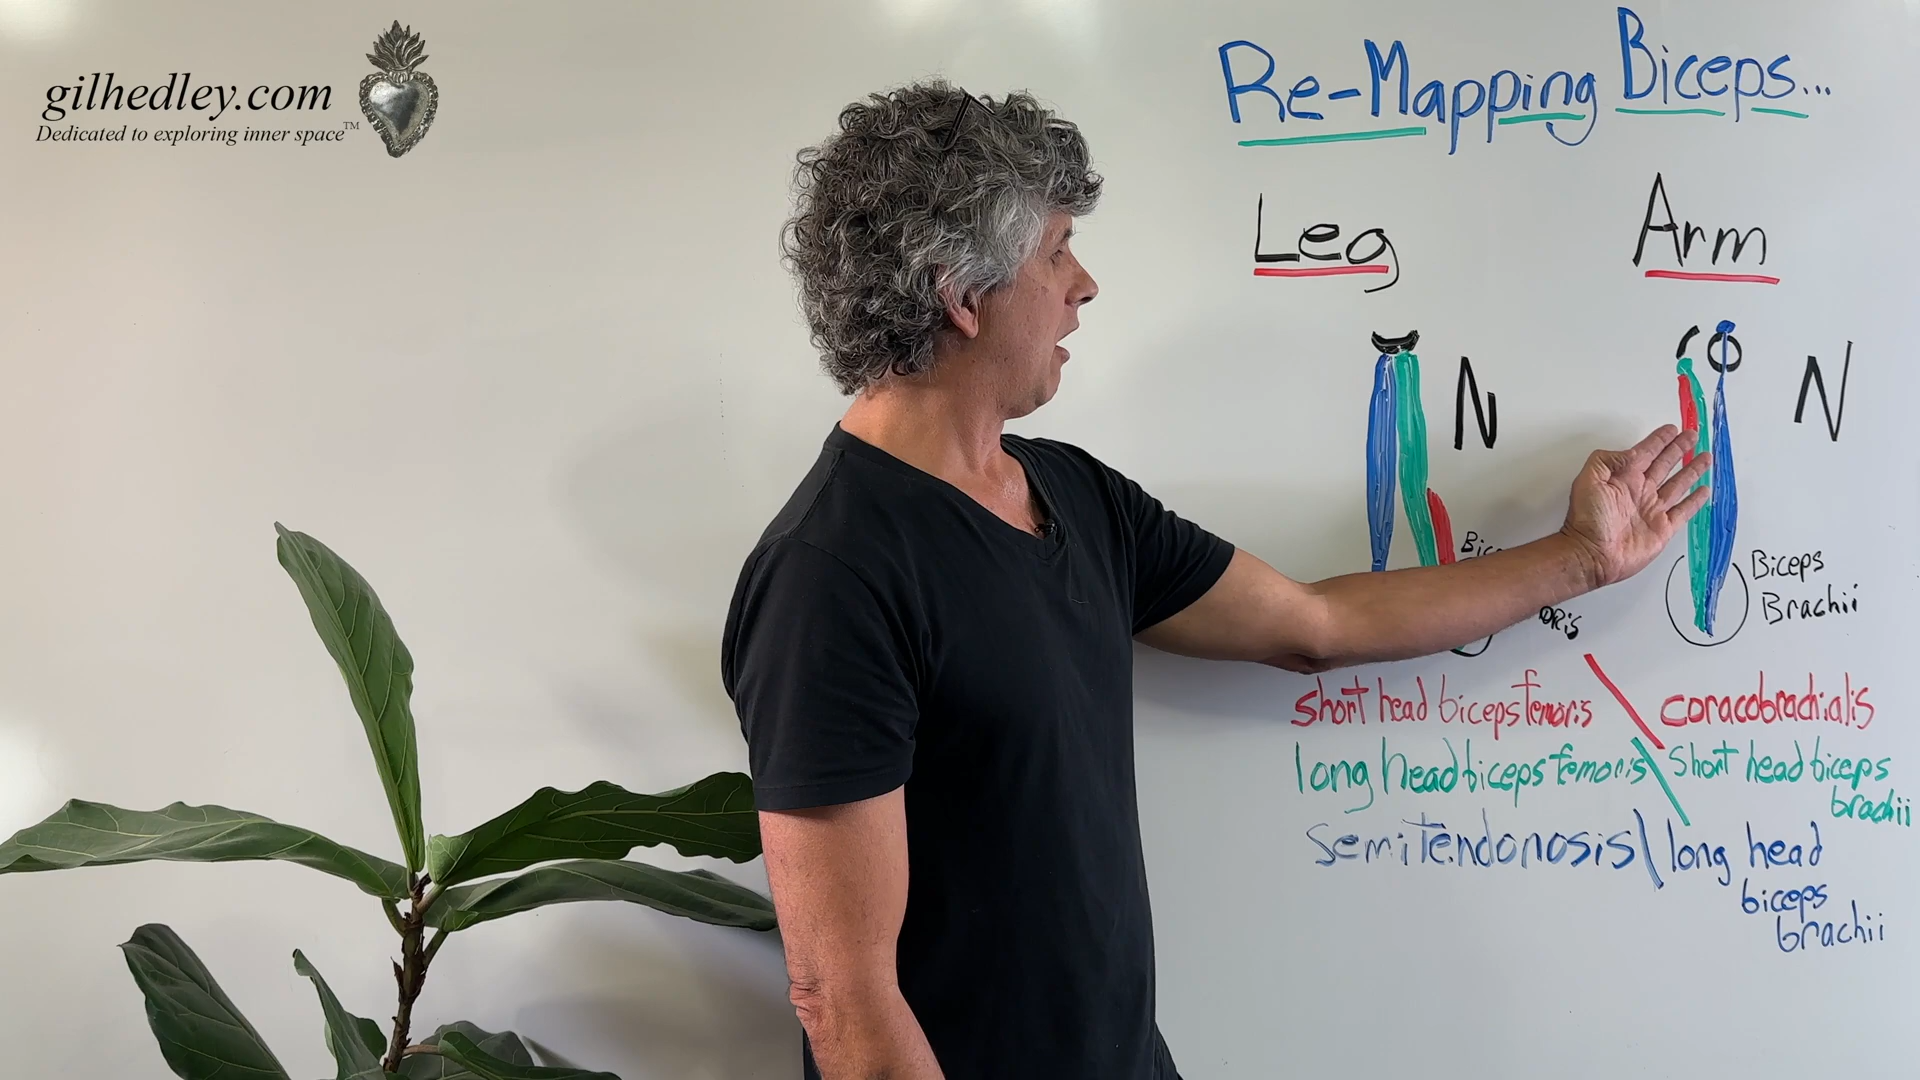 gilhedley.com
Dedicated to exploring inner space™
Re-Mapping Biceps...
Leg
Arm
N
N
Biceps
Brachii
short head biceps femoris \ coracobrachialis
long head biceps femoris \ short head biceps
brachii
semitendonosis \ long head
biceps
brachii